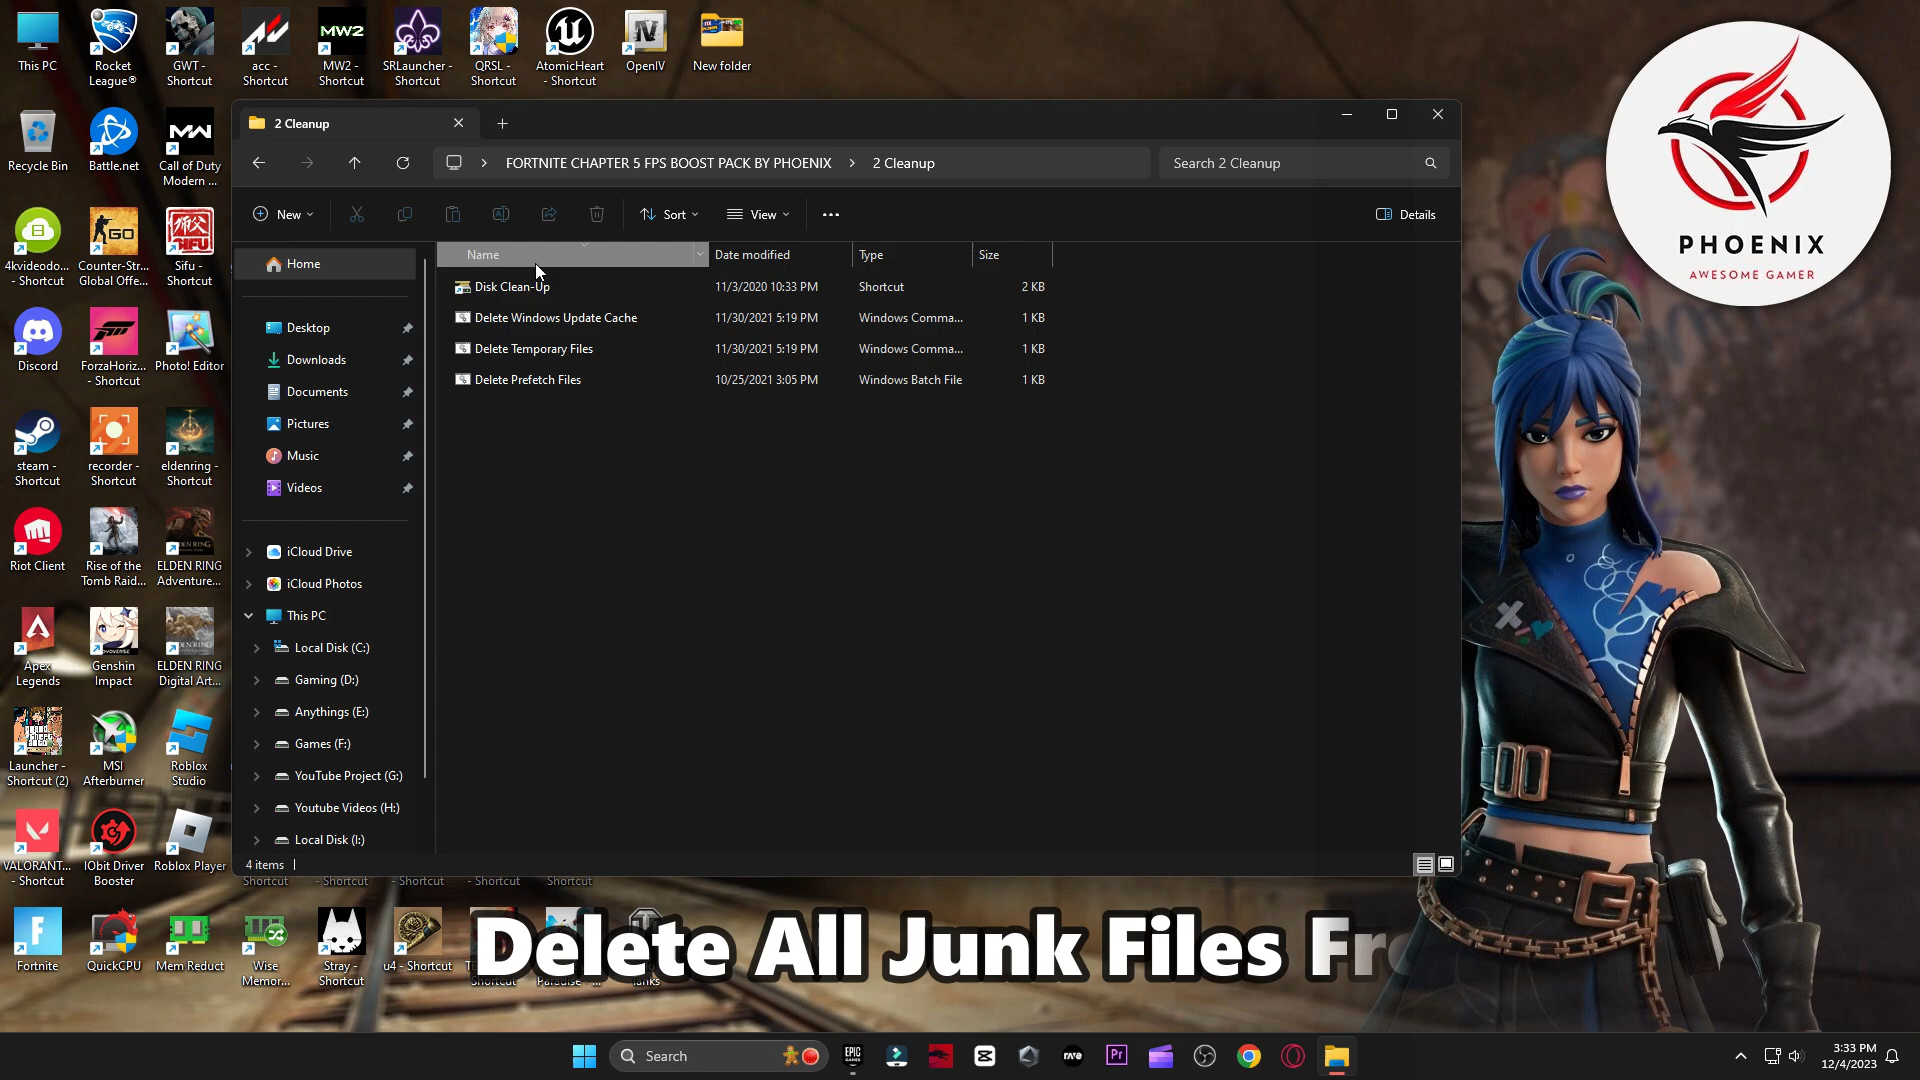 This PC
Rocket
League®
GWT -
Shortcut
acc -
Shortcut
MW2
MW2 -
Shortcut
SRLauncher -
Shortcut
QRSL -
Shortcut
AtomicHeart
- Shortcut
OpenIV
New folder
Recycle Bin
Battle.net
Call of Duty
Modern ...
4kvideodo...
- Shortcut
GO
Counter-Str...
Global Offe...
Sifu -
Shortcut
Discord
ForzaHoriz...
- Shortcut
Photo! Editor
steam -
Shortcut
recorder -
Shortcut
eldenring -
Shortcut
Riot Client
Rise of the
Tomb Raid...
ELDEN RING
Adventure...
Apex
Legends
Genshin
Impact
ELDEN RING
Digital Art...
Launcher -
Shortcut (2)
MSI
Afterburner
Roblox
Studio
VALORANT...
- Shortcut
IObit Driver
Booster
Roblox Player
Shortcut
- Shortcut
- Shortcut
- Shortcut
Shortcut
Fortnite
QuickCPU
Mem Reduct
Wise
Memor...
Stray -
Shortcut
u4 - Shortcut
2 Cleanup
FORTNITE CHAPTER 5 FPS BOOST PACK BY PHOENIX
2 Cleanup
Search 2 Cleanup
New
Sort
View
Details
Home
Desktop
Downloads
Documents
Pictures
Music
Videos
iCloud Drive
iCloud Photos
This PC
Local Disk (C:)
Gaming (D:)
Anythings (E:)
Games (F:)
YouTube Project (G:)
Youtube Videos (H:)
Local Disk (I:)
4 items
Name Date modified Type Size
Disk Clean-Up 11/3/2020 10:33 PM Shortcut 2 KB
Delete Windows Update Cache 11/30/2021 5:19 PM Windows Comma... 1 KB
Delete Temporary Files 11/30/2021 5:19 PM Windows Comma... 1 KB
Delete Prefetch Files 10/25/2021 3:05 PM Windows Batch File 1 KB
PHOENIX
AWESOME GAMER
Delete All Junk Files Fr
Search
EPIC
GAMES
rave
Pr
3:33 PM
12/4/2023